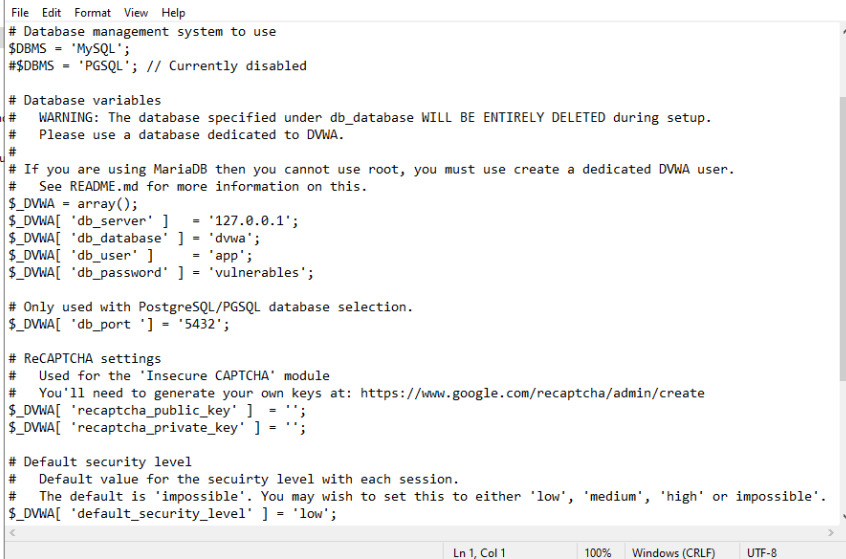 File Edit Format View Help
# Database management system to use
$DBMS = 'MySQL';
#$DBMS = 'PGSQL'; // Currently disabled
# Database variables
#   WARNING: The database specified under db_database WILL BE ENTIRELY DELETED during setup.
#   Please use a database dedicated to DVWA.
#
# If you are using MariaDB then you cannot use root, you must use create a dedicated DVWA user.
#   See README.md for more information on this.
$_DVWA = array();
$_DVWA[ 'db_server' ]   = '127.0.0.1';
$_DVWA[ 'db_database' ] = 'dvwa';
$_DVWA[ 'db_user' ]     = 'app';
$_DVWA[ 'db_password' ] = 'vulnerables';
# Only used with PostgreSQL/PGSQL database selection.
$_DVWA[ 'db_port '] = '5432';
# ReCAPTCHA settings
#   Used for the 'Insecure CAPTCHA' module
#   You'll need to generate your own keys at: https://www.google.com/recaptcha/admin/create
$_DVWA[ 'recaptcha_public_key' ]  = '';
$_DVWA[ 'recaptcha_private_key' ] = '';
# Default security level
#   Default value for the secuirty level with each session.
#   The default is 'impossible'. You may wish to set this to either 'low', 'medium', 'high' or impossible'.
$_DVWA[ 'default_security_level' ] = 'low';
Ln 1, Col 1 100% Windows (CRLF) UTF-8